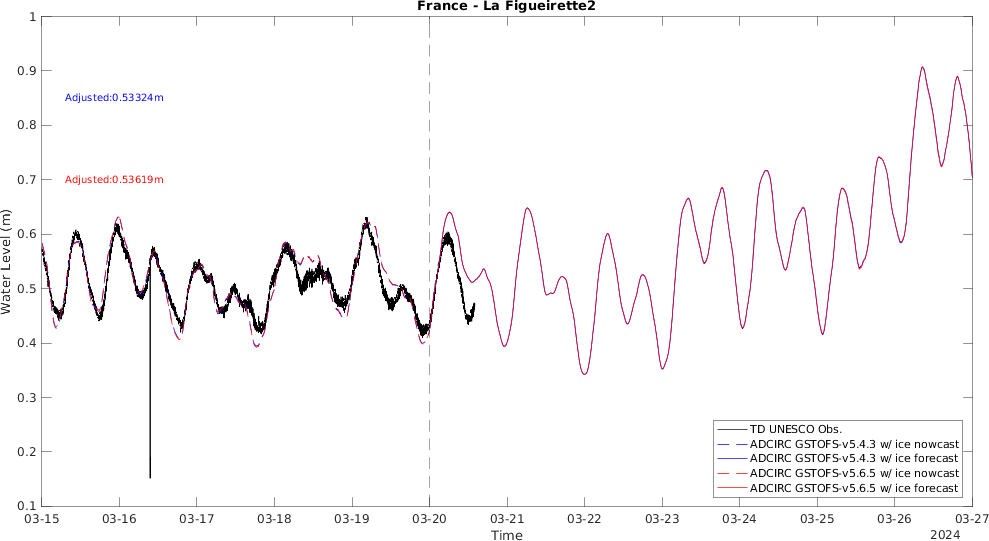 France - La Figueirette2
1
0.9
0.8
0.7
0.6
0.5
0.4
0.3
0.2
0.1
Water Level (m)
Adjusted:0.53324m
Adjusted:0.53619m
TD UNESCO Obs.
ADCIRC GSTOFS-v5.4.3 w/ ice nowcast
ADCIRC GSTOFS-v5.4.3 w/ ice forecast
ADCIRC GSTOFS-v5.6.5 w/ ice nowcast
ADCIRC GSTOFS-v5.6.5 w/ ice forecast
03-15 03-16 03-17 03-18 03-19 03-20 03-21 03-22 03-23 03-24 03-25 03-26 03-27
Time
2024